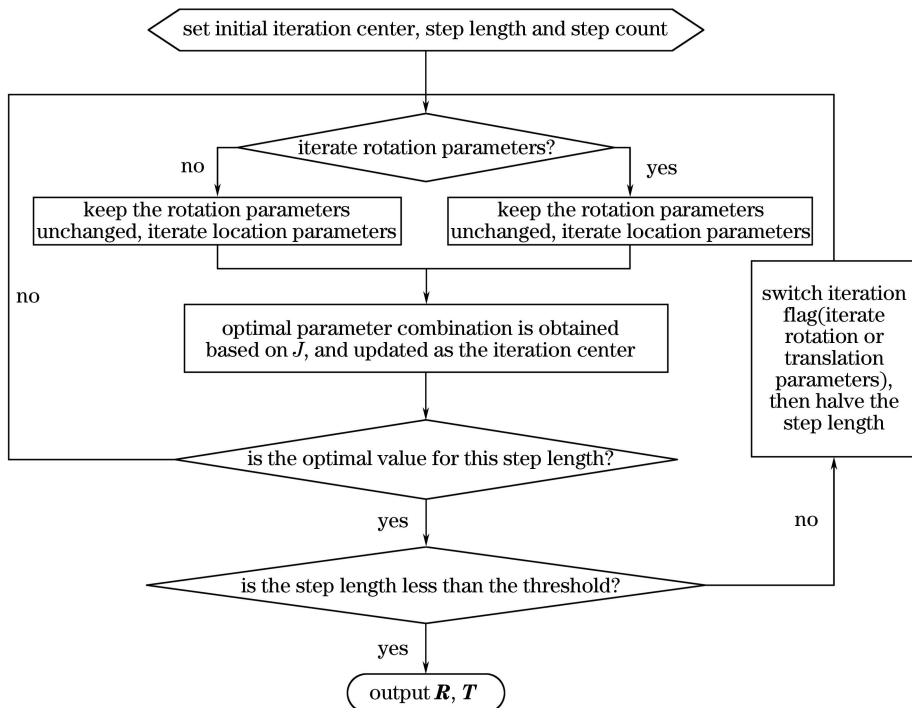 set initial iteration center, step length and step count
iterate rotation parameters?
no
yes
keep the rotation parameters
unchanged, iterate location parameters
keep the rotation parameters
unchanged, iterate location parameters
no
switch iteration
flag(iterate
rotation or
translation
parameters),
then halve the
step length
optimal parameter combination is obtained
based on J, and updated as the iteration center
is the optimal value for this step length?
yes
no
is the step length less than the threshold?
yes
output R, T